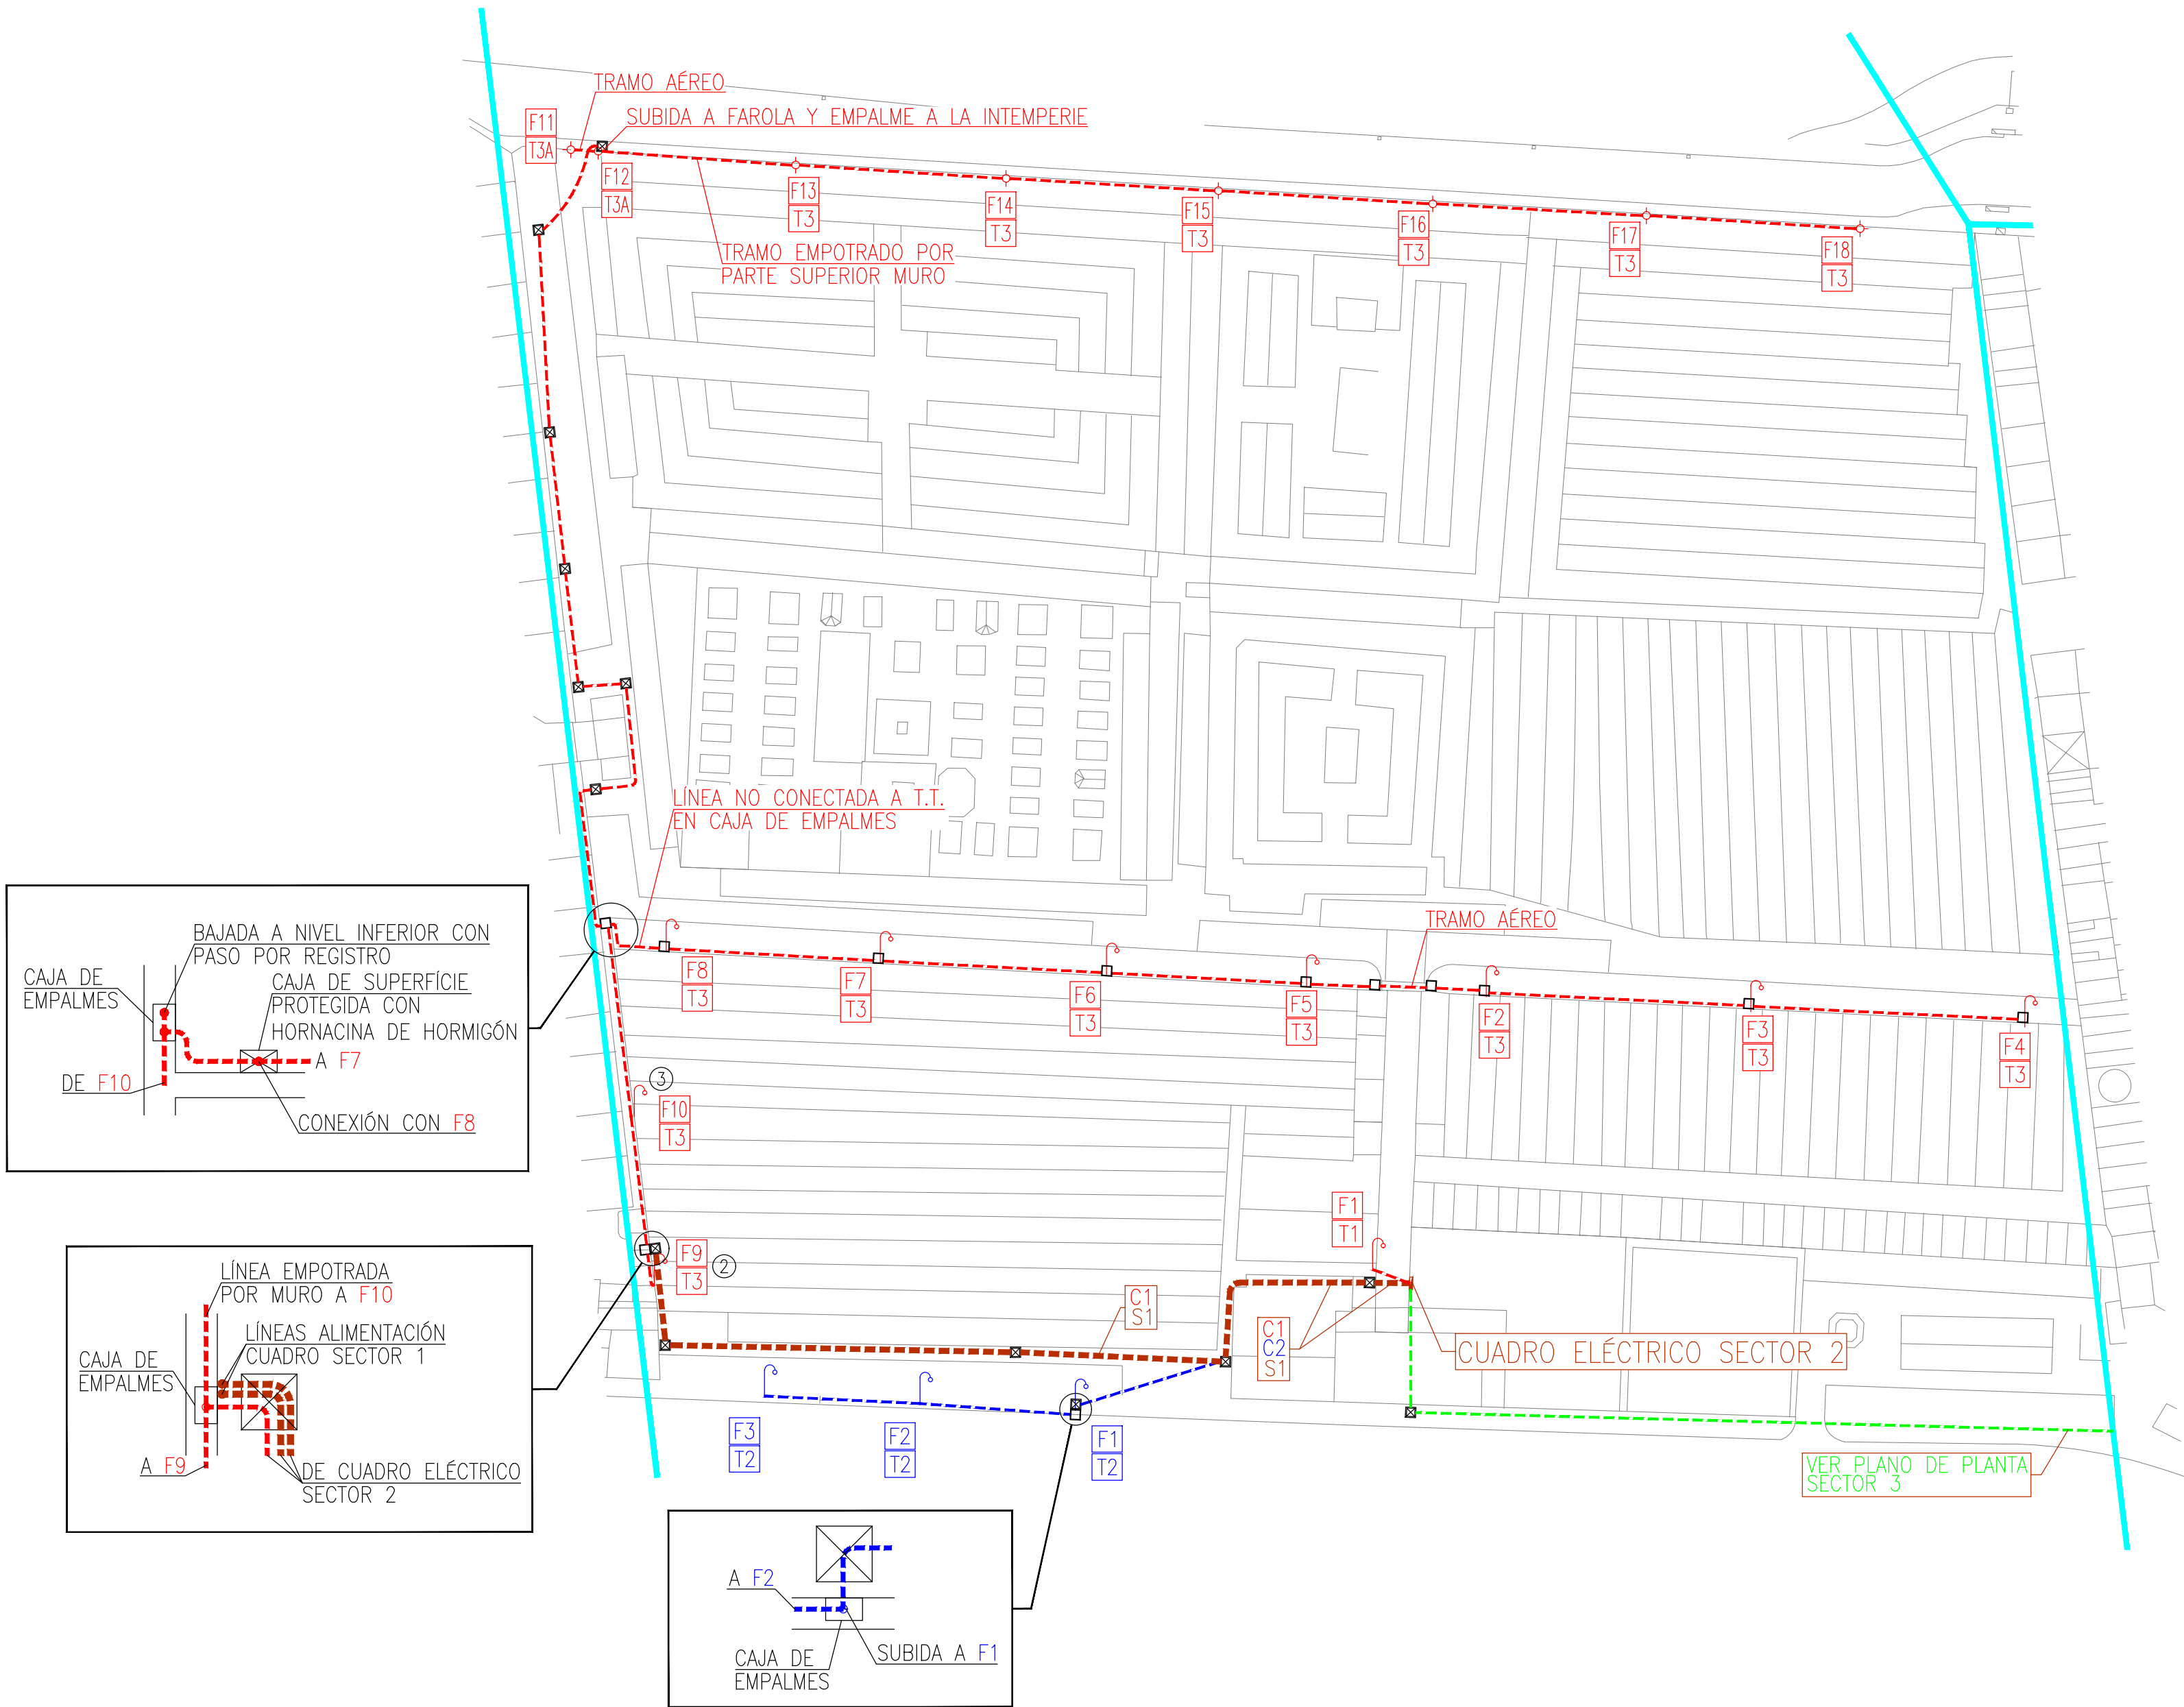 TRAMO AÉREO
SUBIDA A FAROLA Y EMPALME A LA INTEMPERIE
F11
T3A
F12
T3A
F13
T3
F14
T3
F15
T3
F16
T3
F17
T3
F18
T3
TRAMO EMPOTRADO POR
PARTE SUPERIOR MURO
LÍNEA NO CONECTADA A T.T.
EN CAJA DE EMPALMES
TRAMO AÉREO
F8
T3
F7
T3
F6
T3
F5
T3
F2
T3
F3
T3
F4
T3
BAJADA A NIVEL INFERIOR CON
PASO POR REGISTRO
CAJA DE
EMPALMES
CAJA DE SUPERFÍCIE
PROTEGIDA CON
HORNACINA DE HORMIGÓN
A F7
DE F10
CONEXIÓN CON F8
3
F10
T3
F1
T1
F9
T3
2
LÍNEA EMPOTRADA
POR MURO A F10
LÍNEAS ALIMENTACIÓN
CUADRO SECTOR 1
CAJA DE
EMPALMES
A F9
DE CUADRO ELÉCTRICO
SECTOR 2
C1
S1
C1
C2
S1
CUADRO ELÉCTRICO SECTOR 2
F3
T2
F2
T2
F1
T2
VER PLANO DE PLANTA
SECTOR 3
A F2
CAJA DE
EMPALMES
SUBIDA A F1